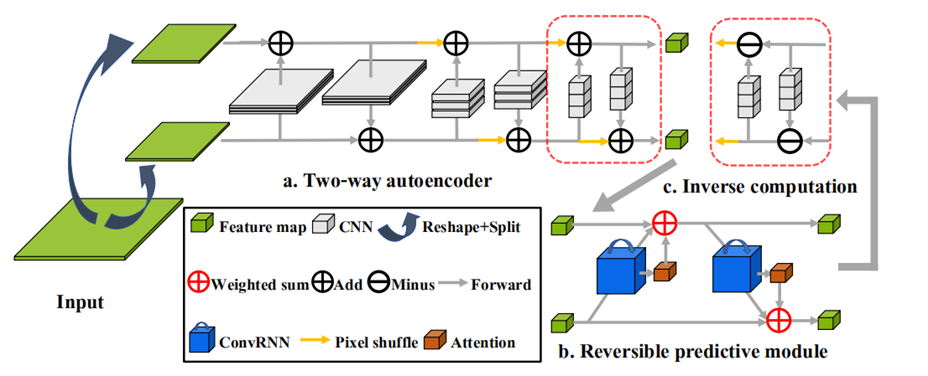 a. Two-way autoencoder
c. Inverse computation
Input
Feature map
CNN
Reshape+Split
Weighted sum
Add
Minus
Forward
ConvRNN
Pixel shuffle
Attention
b. Reversible predictive module